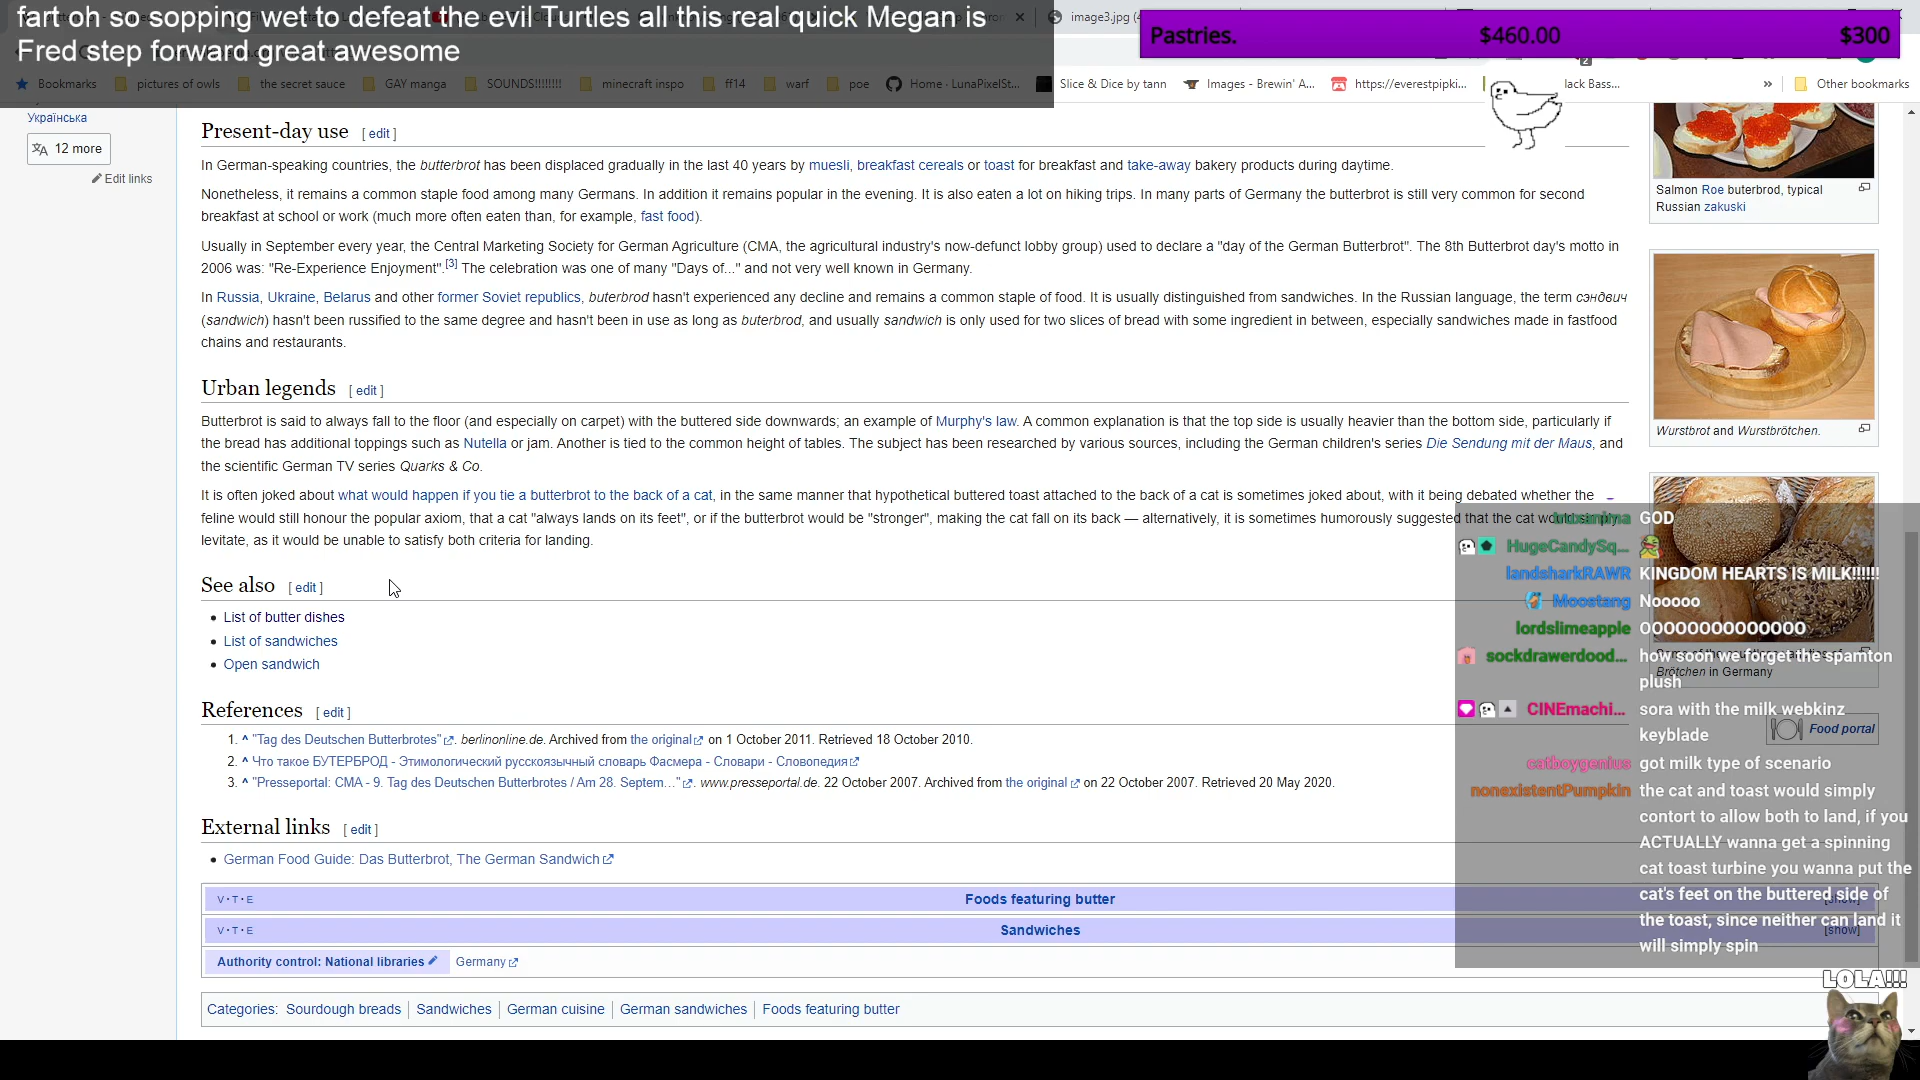 fart oh so sopping wet to defeat the evil Turtles all this real quick Megan is
Fred step forward great awesome
image3.jpg (4
Pastries.
$460.00
$300
Bookmarks
pictures of owls
the secret sauce
GAY manga
SOUNDS!!!!!!!!
minecraft inspo
ff14
warf
poe
Home · LunaPixelSt...
Slice & Dice by tann
Images - Brewin' A...
https://everestpipki...
lack Bass...
»
Other bookmarks
Українська
12 more
Edit links
Present-day use [ edit ]
In German-speaking countries, the butterbrot has been displaced gradually in the last 40 years by muesli, breakfast cereals or toast for breakfast and take-away bakery products during daytime.
Nonetheless, it remains a common staple food among many Germans. In addition it remains popular in the evening. It is also eaten a lot on hiking trips. In many parts of Germany the butterbrot is still very common for second
breakfast at school or work (much more often eaten than, for example, fast food).
Usually in September every year, the Central Marketing Society for German Agriculture (CMA, the agricultural industry's now-defunct lobby group) used to declare a "day of the German Butterbrot". The 8th Butterbrot day's motto in
2006 was: "Re-Experience Enjoyment".[3] The celebration was one of many "Days of..." and not very well known in Germany.
In Russia, Ukraine, Belarus and other former Soviet republics, buterbrod hasn't experienced any decline and remains a common staple of food. It is usually distinguished from sandwiches. In the Russian language, the term сэндвич
(sandwich) hasn't been russified to the same degree and hasn't been in use as long as buterbrod, and usually sandwich is only used for two slices of bread with some ingredient in between, especially sandwiches made in fastfood
chains and restaurants.
Urban legends [ edit ]
Butterbrot is said to always fall to the floor (and especially on carpet) with the buttered side downwards; an example of Murphy's law. A common explanation is that the top side is usually heavier than the bottom side, particularly if
the bread has additional toppings such as Nutella or jam. Another is tied to the common height of tables. The subject has been researched by various sources, including the German children's series Die Sendung mit der Maus, and
the scientific German TV series Quarks & Co.
It is often joked about what would happen if you tie a butterbrot to the back of a cat, in the same manner that hypothetical buttered toast attached to the back of a cat is sometimes joked about, with it being debated whether the
feline would still honour the popular axiom, that a cat "always lands on its feet", or if the butterbrot would be "stronger", making the cat fall on its back — alternatively, it is sometimes humorously suggested that the cat would simply
levitate, as it would be unable to satisfy both criteria for landing.
See also [ edit ]
• List of butter dishes
• List of sandwiches
• Open sandwich
References [ edit ]
1. ^ "Tag des Deutschen Butterbrotes". berlinonline.de. Archived from the original on 1 October 2011. Retrieved 18 October 2010.
2. ^ Что такое БУТЕРБРОД - Этимологический русскоязычный словарь Фасмера - Словари - Словопедия
3. ^ "Presseportal: CMA - 9. Tag des Deutschen Butterbrotes / Am 28. Septem..." www.presseportal.de. 22 October 2007. Archived from the original on 22 October 2007. Retrieved 20 May 2020.
External links [ edit ]
• German Food Guide: Das Butterbrot, The German Sandwich
V·T·E
Foods featuring butter
[show]
V·T·E
Sandwiches
[show]
Authority control: National libraries
Germany
Categories: Sourdough breads | Sandwiches | German cuisine | German sandwiches | Foods featuring butter
Salmon Roe buterbrod, typical
Russian zakuski
Wurstbrot and Wurstbrötchen.
Brötchen in Germany
Food portal
GOD
HugeCandySq...
landsharkRAWR KINGDOM HEARTS IS MILK!!!!!!
Moostang Nooooo
lordslimeapple OOOOOOOOOOOOOO
sockdrawerdood... how soon we forget the spamton
plush
CINEmachi... sora with the milk webkinz
keyblade
catboygenius got milk type of scenario
nonexistentPumpkin the cat and toast would simply
contort to allow both to land, if you
ACTUALLY wanna get a spinning
cat toast turbine you wanna put the
cat's feet on the buttered side of
the toast, since neither can land it
will simply spin
LOLA!!!